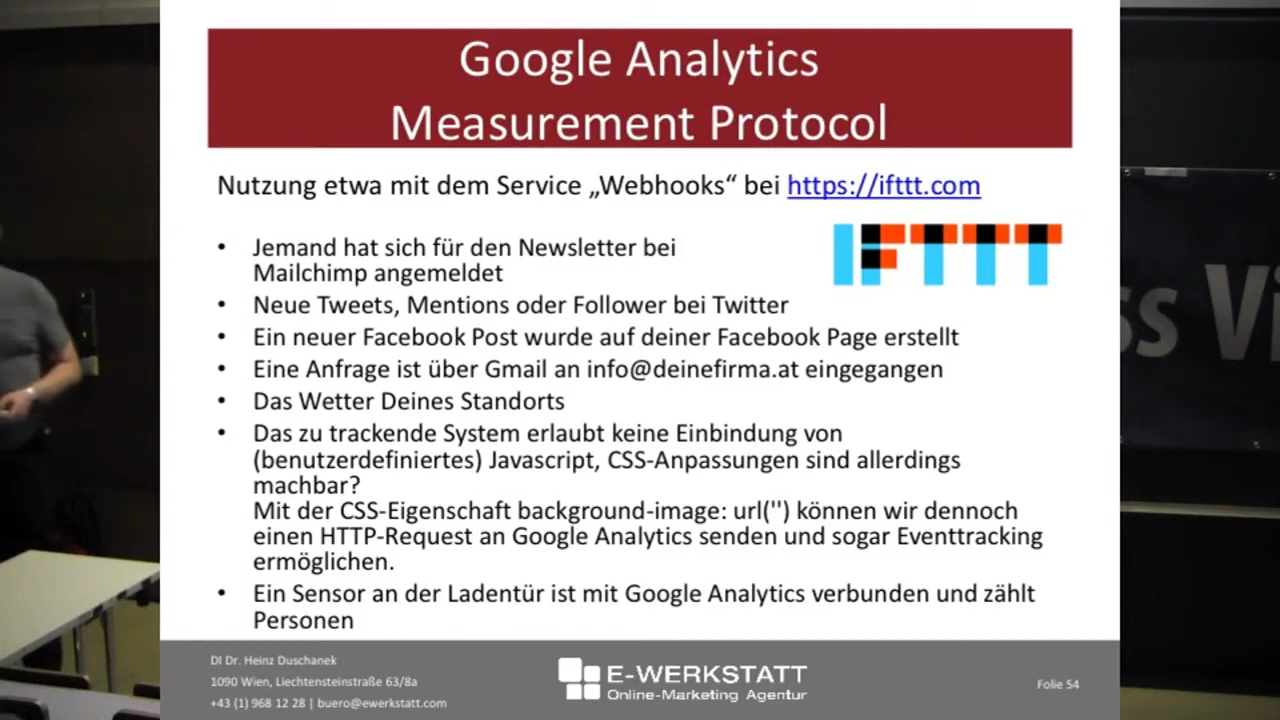 Google Analytics
Measurement Protocol
Nutzung etwa mit dem Service „Webhooks“ bei https://ifttt.com
IFTTT
• Jemand hat sich für den Newsletter bei
Mailchimp angemeldet
• Neue Tweets, Mentions oder Follower bei Twitter
• Ein neuer Facebook Post wurde auf deiner Facebook Page erstellt
• Eine Anfrage ist über Gmail an info@deinefirma.at eingegangen
• Das Wetter Deines Standorts
• Das zu trackende System erlaubt keine Einbindung von
(benutzerdefiniertes) Javascript, CSS-Anpassungen sind allerdings
machbar?
Mit der CSS-Eigenschaft background-image: url('') können wir dennoch
einen HTTP-Request an Google Analytics senden und sogar Eventtracking
ermöglichen.
• Ein Sensor an der Ladentür ist mit Google Analytics verbunden und zählt
Personen
DI Dr. Heinz Duschanek
1090 Wien, Liechtensteinstraße 63/8a
+43 (1) 968 12 28 | buero@ewerkstatt.com
E-WERKSTATT
Online-Marketing Agentur
Folie 54